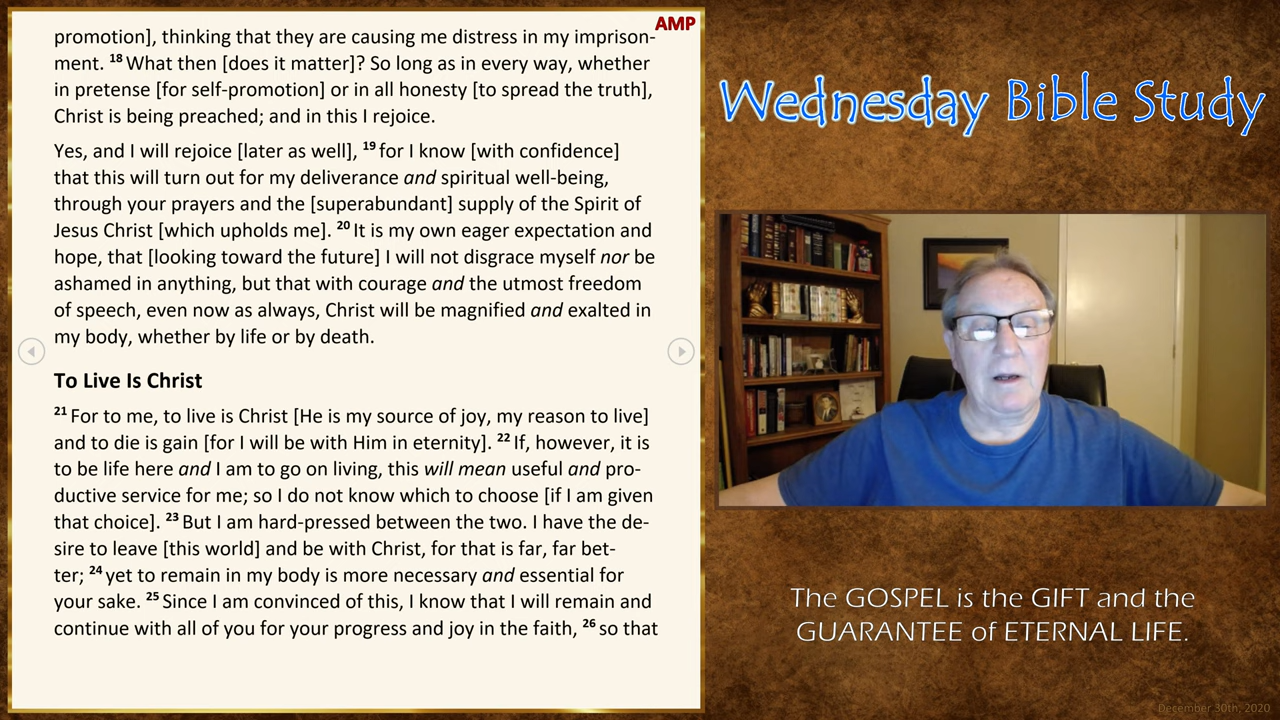 AMP
promotion], thinking that they are causing me distress in my imprison-
ment. 18 What then [does it matter]? So long as in every way, whether
in pretense [for self-promotion] or in all honesty [to spread the truth],
Christ is being preached; and in this I rejoice.
Yes, and I will rejoice [later as well], 19 for I know [with confidence]
that this will turn out for my deliverance and spiritual well-being,
through your prayers and the [superabundant] supply of the Spirit of
Jesus Christ [which upholds me]. 20 It is my own eager expectation and
hope, that [looking toward the future] I will not disgrace myself nor be
ashamed in anything, but that with courage and the utmost freedom
of speech, even now as always, Christ will be magnified and exalted in
my body, whether by life or by death.
To Live Is Christ
21 For to me, to live is Christ [He is my source of joy, my reason to live]
and to die is gain [for I will be with Him in eternity]. 22 If, however, it is
to be life here and I am to go on living, this will mean useful and pro-
ductive service for me; so I do not know which to choose [if I am given
that choice]. 23 But I am hard-pressed between the two. I have the de-
sire to leave [this world] and be with Christ, for that is far, far bet-
ter; 24 yet to remain in my body is more necessary and essential for
your sake. 25 Since I am convinced of this, I know that I will remain and
continue with all of you for your progress and joy in the faith, 26 so that
Wednesday Bible Study
The GOSPEL is the GIFT and the
GUARANTEE of ETERNAL LIFE.
December 30th, 2020